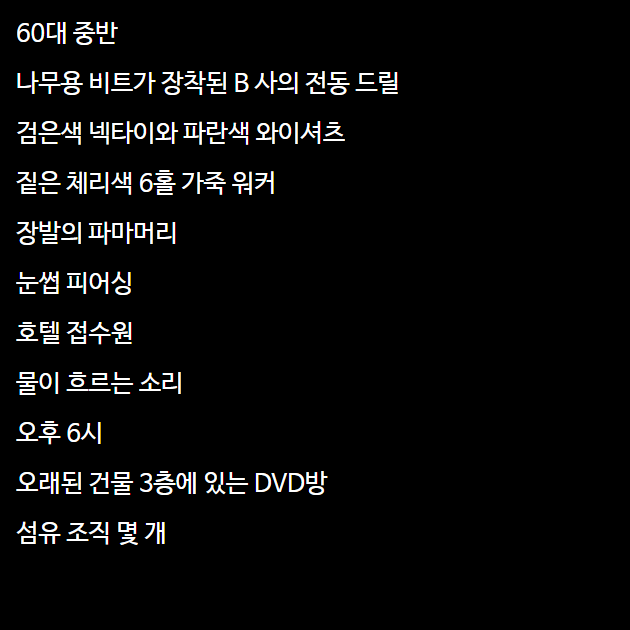 60대 중반
나무용 비트가 장착된 B 사의 전동 드릴
검은색 넥타이와 파란색 와이셔츠
짙은 체리색 6홀 가죽 워커
장발의 파마머리
눈썹 피어싱
호텔 접수원
물이 흐르는 소리
오후 6시
오래된 건물 3층에 있는 DVD방
섬유 조직 몇 개